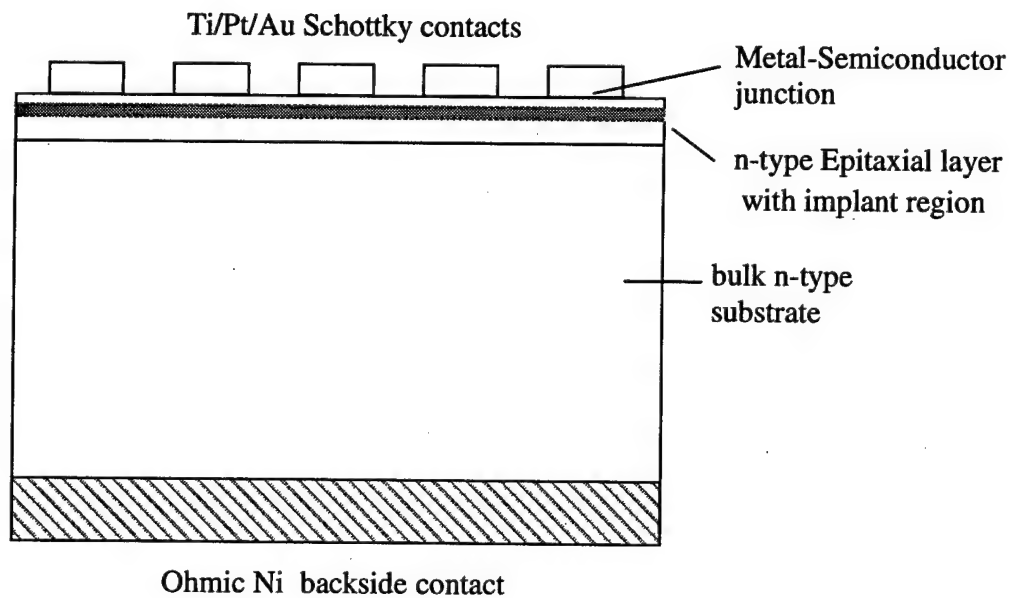 Ti/Pt/Au Schottky contacts
Metal-Semiconductor
junction
n-type Epitaxial layer
with implant region
bulk n-type
substrate
Ohmic Ni backside contact